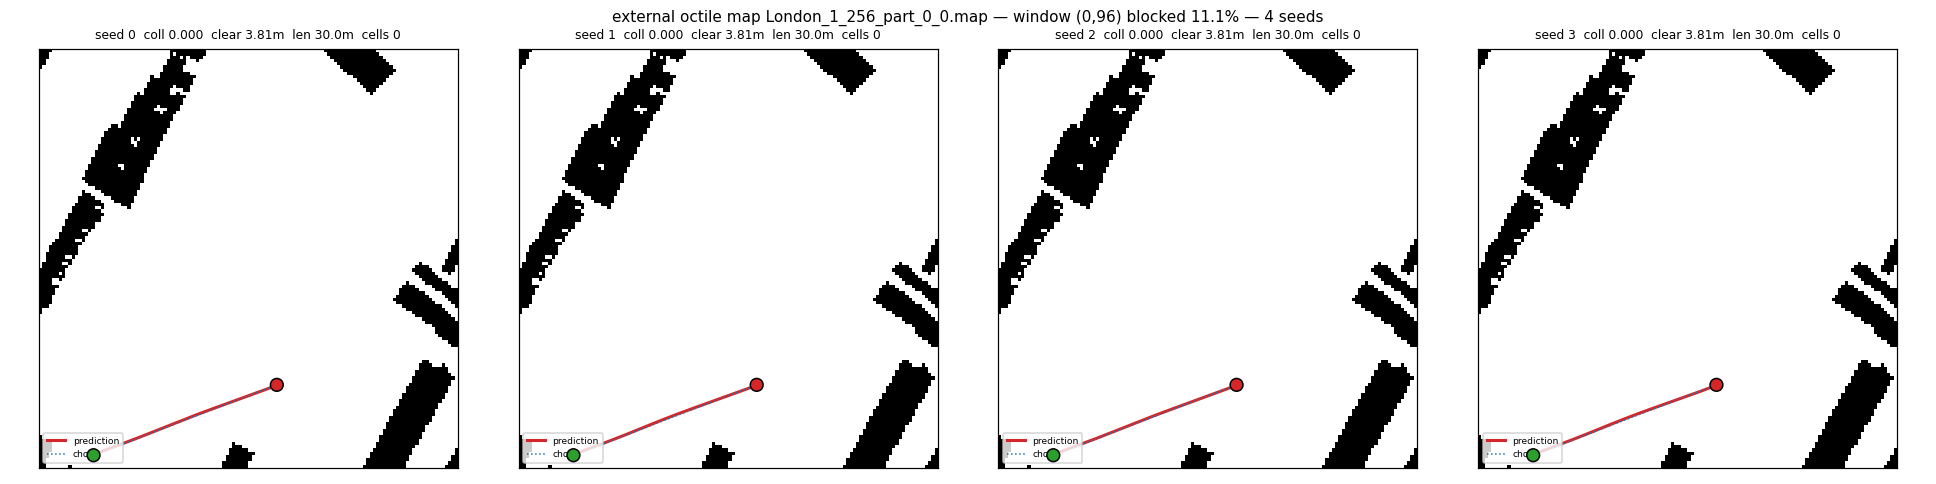 external octile map London_1_256_part_0_0.map — window (0,96) blocked 11.1% — 4 seeds
seed 0  coll 0.000  clear 3.81m  len 30.0m  cells 0
seed 1  coll 0.000  clear 3.81m  len 30.0m  cells 0
seed 2  coll 0.000  clear 3.81m  len 30.0m  cells 0
seed 3  coll 0.000  clear 3.81m  len 30.0m  cells 0
prediction
prediction
prediction
prediction